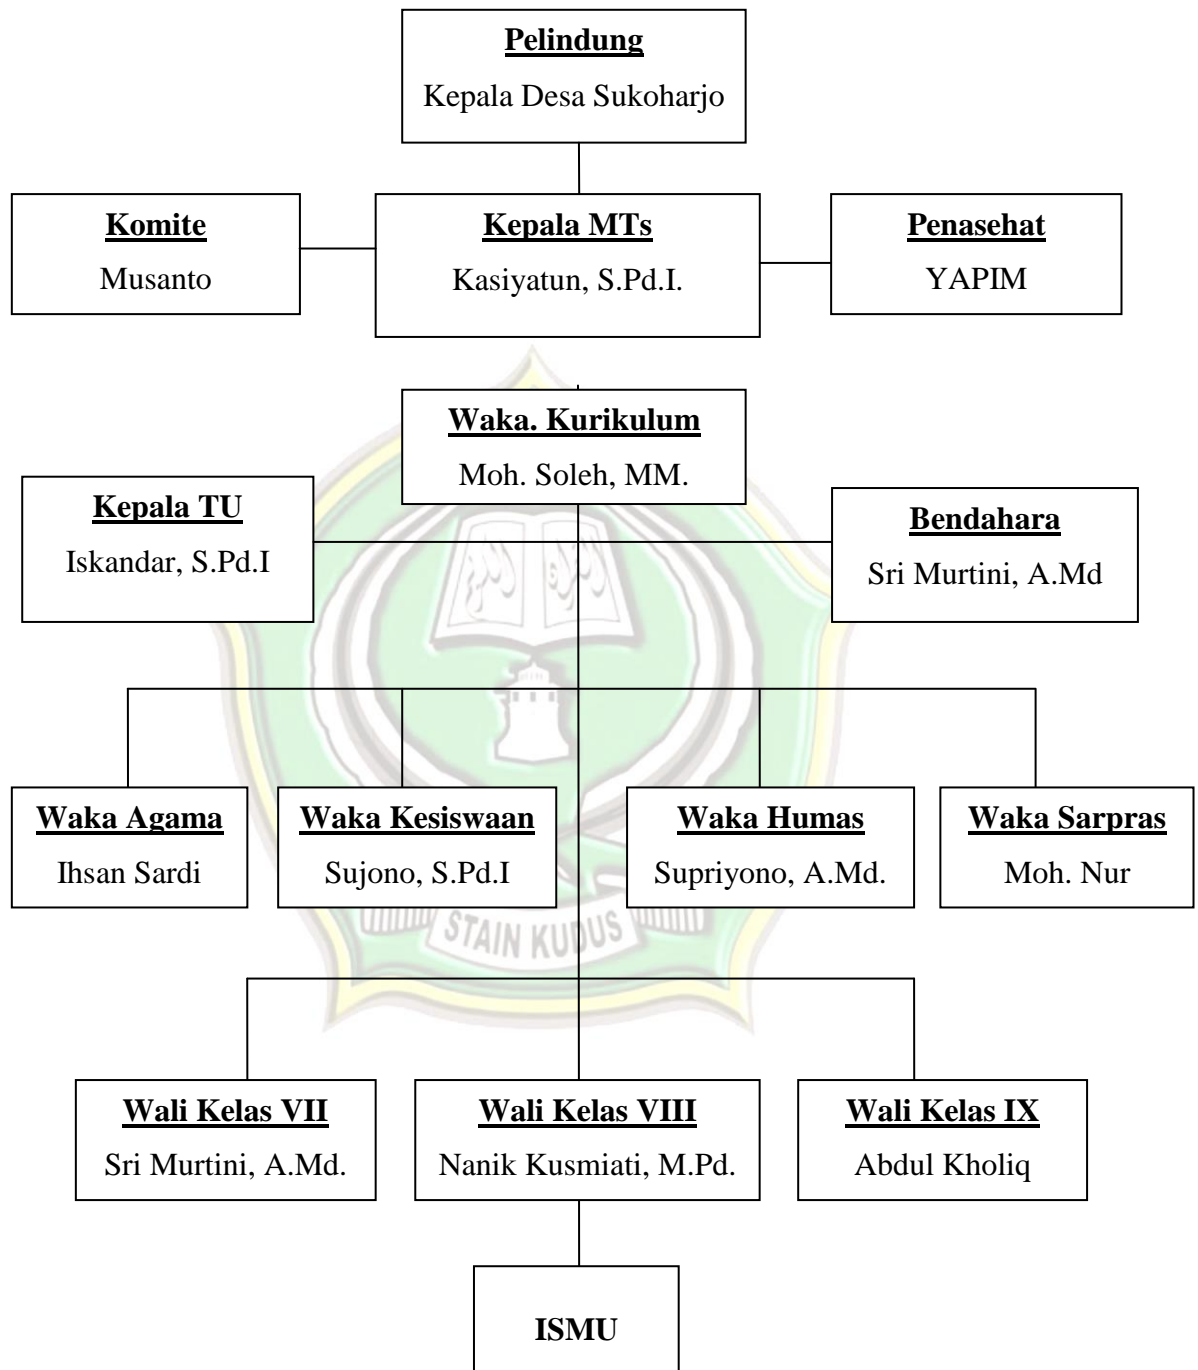 Pelindung
Kepala Desa Sukoharjo
Komite
Musanto
Kepala MTs
Kasiyatun, S.Pd.I.
Penasehat
YAPIM
Waka. Kurikulum
Moh. Soleh, MM.
Kepala TU
Iskandar, S.Pd.I
Bendahara
Sri Murtini, A.Md
Waka Agama
Ihsan Sardi
Waka Kesiswaan
Sujono, S.Pd.I
Waka Humas
Supriyono, A.Md.
Waka Sarpras
Moh. Nur
STAIN KUDUS
Wali Kelas VII
Sri Murtini, A.Md.
Wali Kelas VIII
Nanik Kusmiati, M.Pd.
Wali Kelas IX
Abdul Kholiq
ISMU